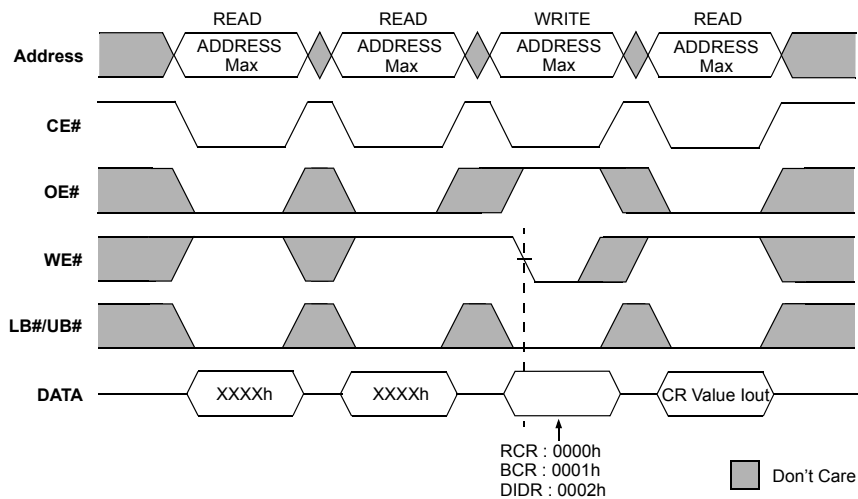 READ READ WRITE READ
Address ADDRESS Max ADDRESS Max ADDRESS Max ADDRESS Max
CE#
OE#
WE#
LB#/UB#
DATA XXXXh XXXXh CR Value Iout
RCR : 0000h
BCR : 0001h
DIDR : 0002h
Don't Care